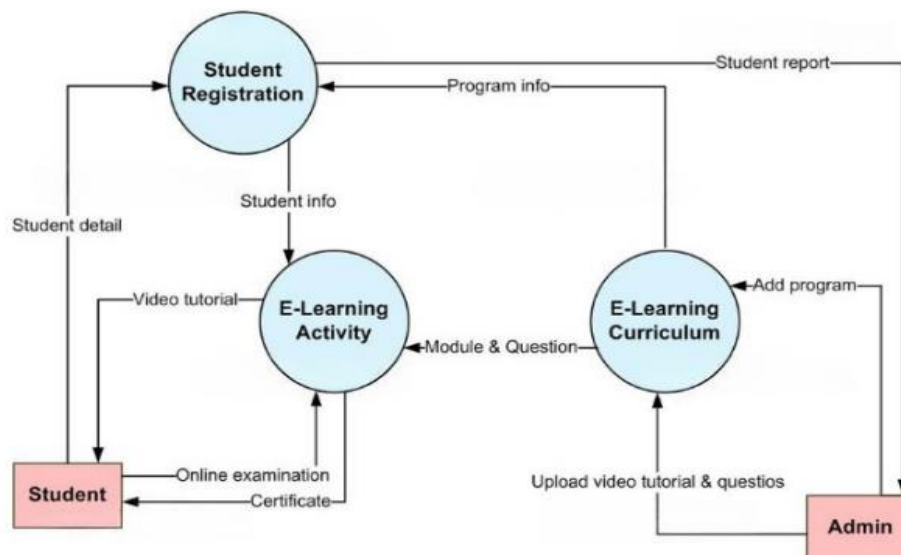 Student
Registration
Student report
Program info
Student info
Student detail
Video tutorial
E-Learning
Activity
E-Learning
Curriculum
Add program
Module & Question
Online examination
Student
Certificate
Upload video tutorial & questios
Admin